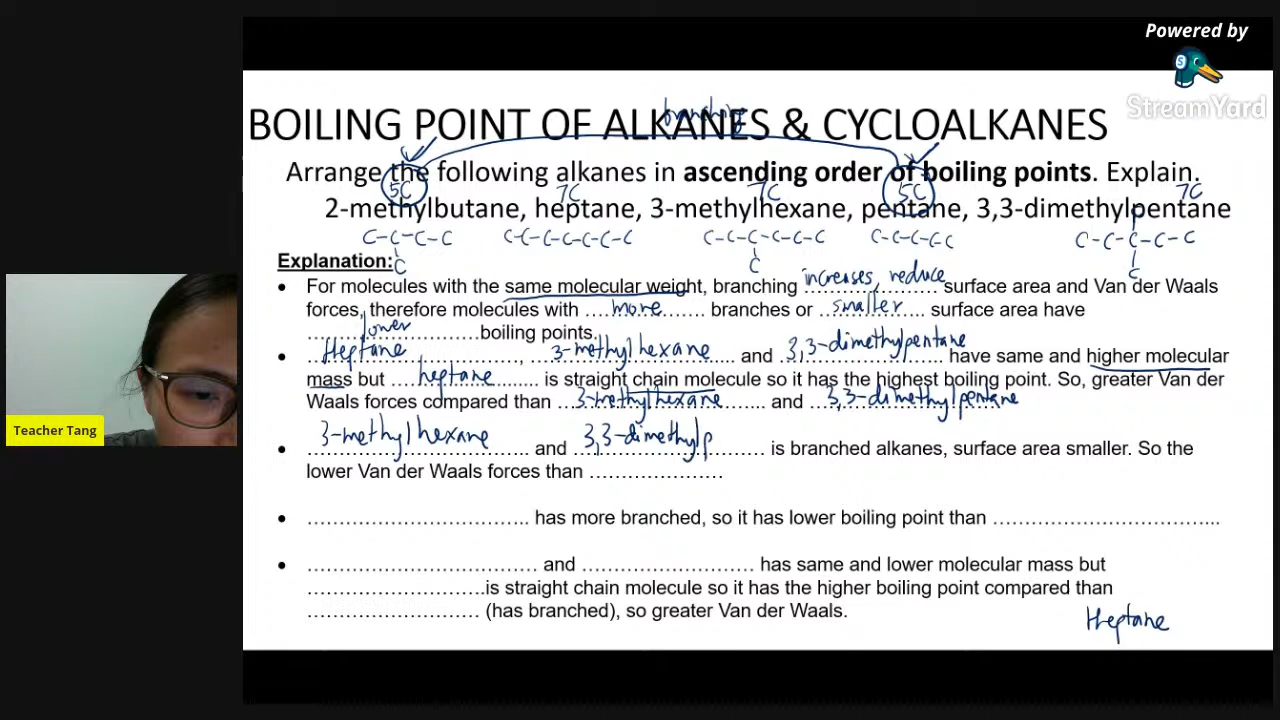 Powered by
StreamYard
BOILING POINT OF ALKANES & CYCLOALKANES
branching
Arrange the following alkanes in ascending order of boiling points. Explain.
5C 7C 7C 5C 7C
2-methylbutane, heptane, 3-methylhexane, pentane, 3,3-dimethylpentane
C-C-C-C C-C-C-C-C-C-C C-C-C-C-C-C C-C-C-C-C C-C-C-C-C
C C C
Explanation:
• For molecules with the same molecular weight, branching increases, reduce surface area and Van der Waals
forces, therefore molecules with ....more........ branches or ...smaller..... surface area have
lower boiling points.
• Heptane, 3-methylhexane and 3,3-dimethylpentane have same and higher molecular
mass but ....heptane........ is straight chain molecule so it has the highest boiling point. So, greater Van der
Waals forces compared than 3-methylhexane and 3,3-dimethylpentane
• 3-methylhexane and 3,3-dimethylp is branched alkanes, surface area smaller. So the
lower Van der Waals forces than ......................
• ...................................... has more branched, so it has lower boiling point than ......................................
• ....................................... and ............................. has same and lower molecular mass but
..............................is straight chain molecule so it has the higher boiling point compared than
............................. (has branched), so greater Van der Waals.
Heptane
Teacher Tang